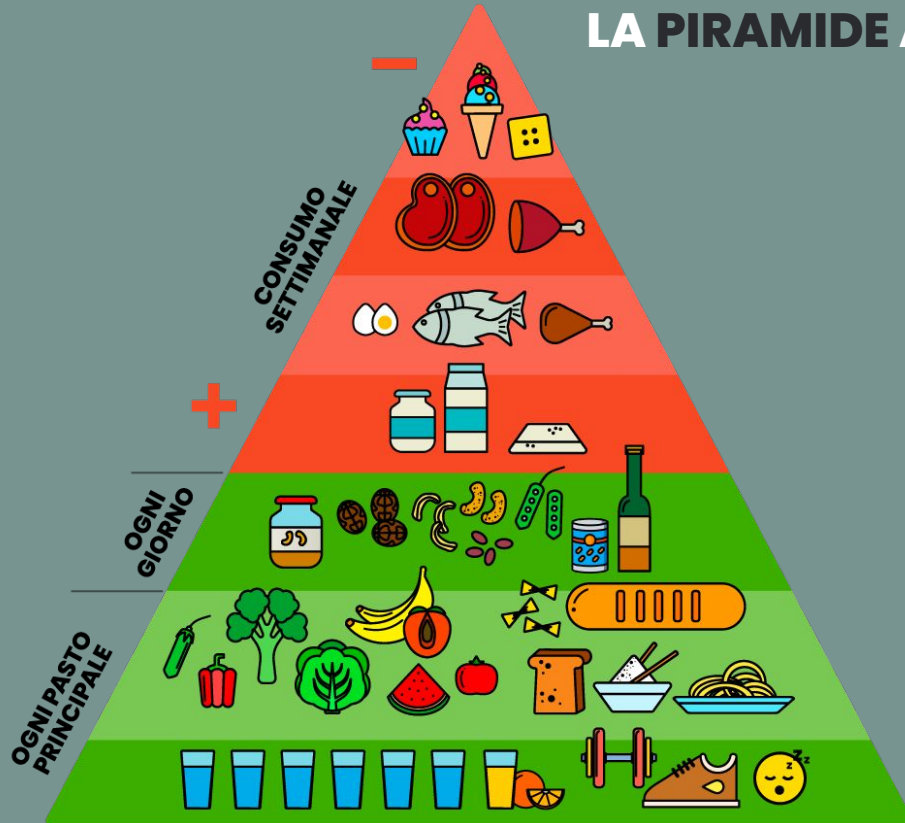 LA PIRAMIDE
CONSUMO
SETTIMANALE
OGNI
GIORNO
OGNI PASTO
PRINCIPALE